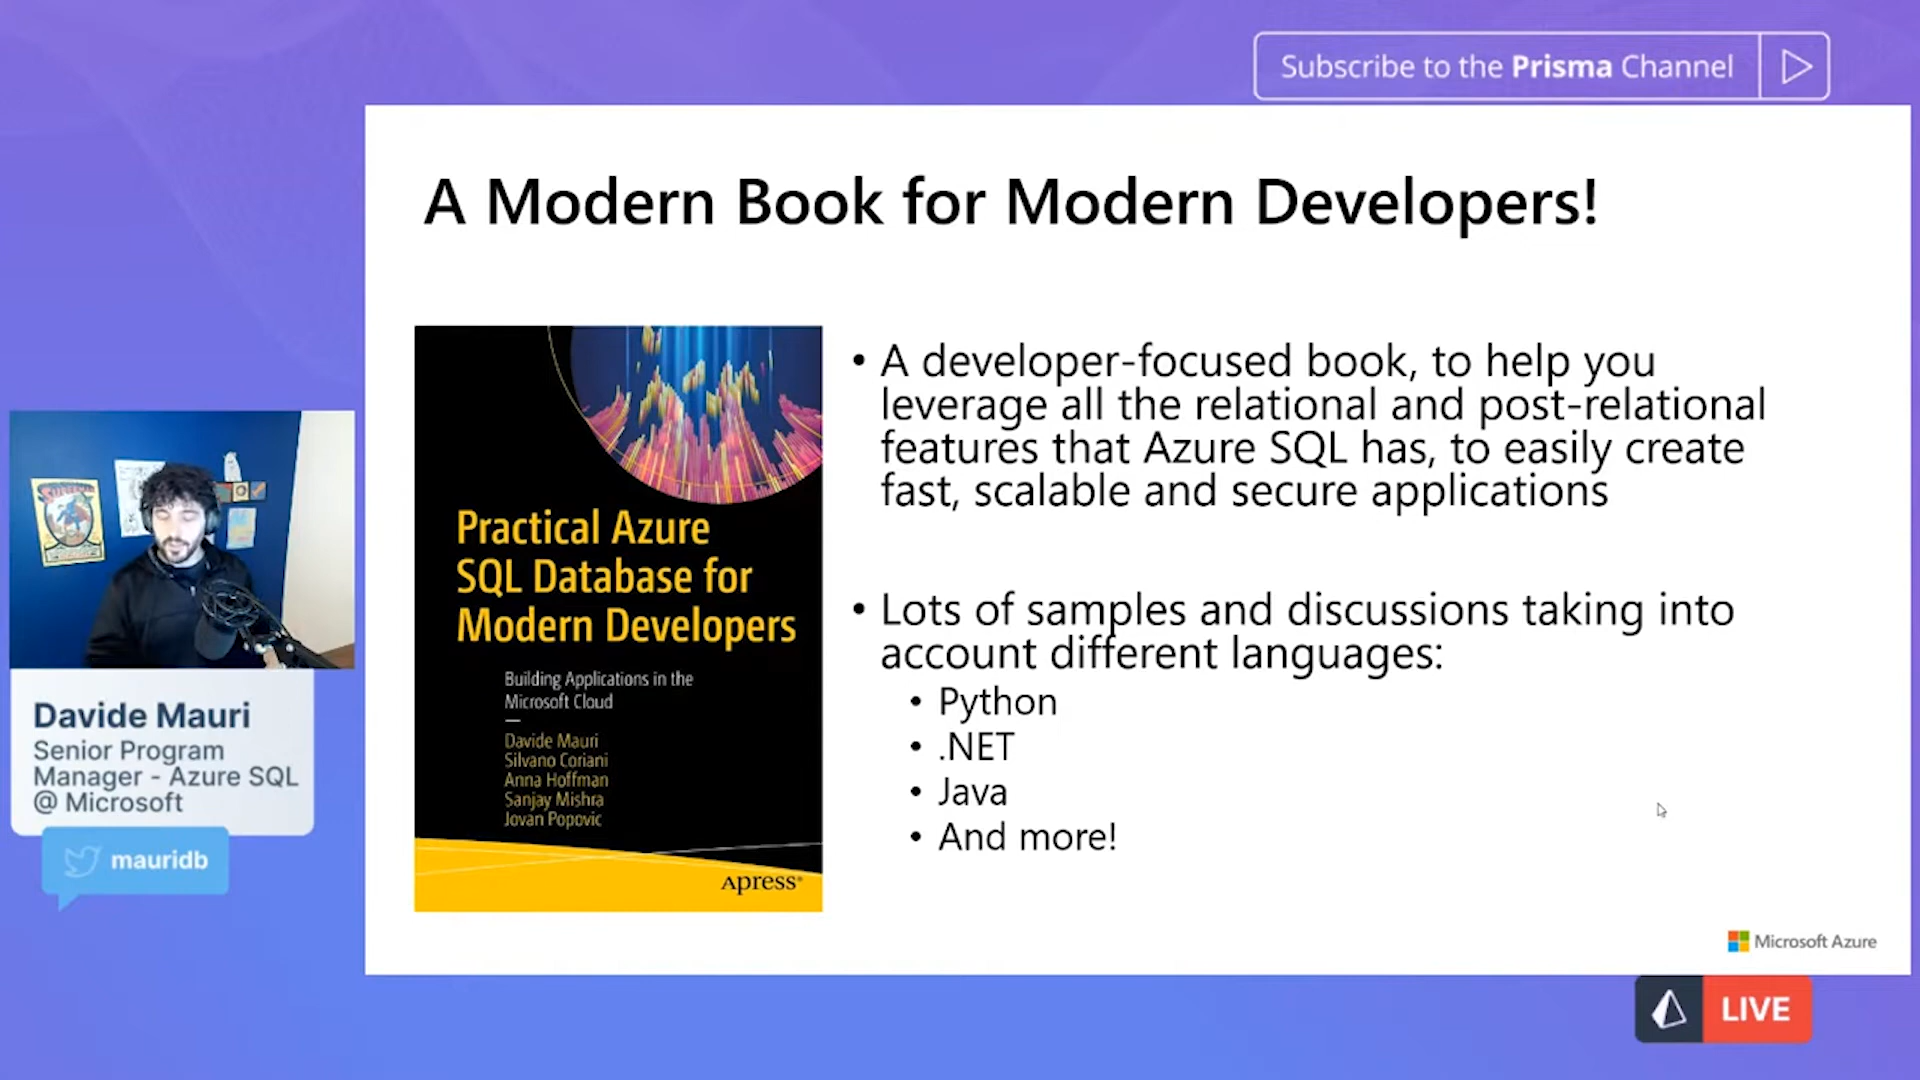 Subscribe to the Prisma Channel
A Modern Book for Modern Developers!
Practical Azure
SQL Database for
Modern Developers
Building Applications in the
Microsoft Cloud
Davide Mauri
Silvano Coriani
Anna Hoffman
Sanjay Mishra
Jovan Popovic
Apress®
• A developer-focused book, to help you
leverage all the relational and post-relational
features that Azure SQL has, to easily create
fast, scalable and secure applications
• Lots of samples and discussions taking into
account different languages:
• Python
• .NET
• Java
• And more!
Microsoft Azure
Davide Mauri
Senior Program
Manager - Azure SQL
@ Microsoft
mauridb
LIVE